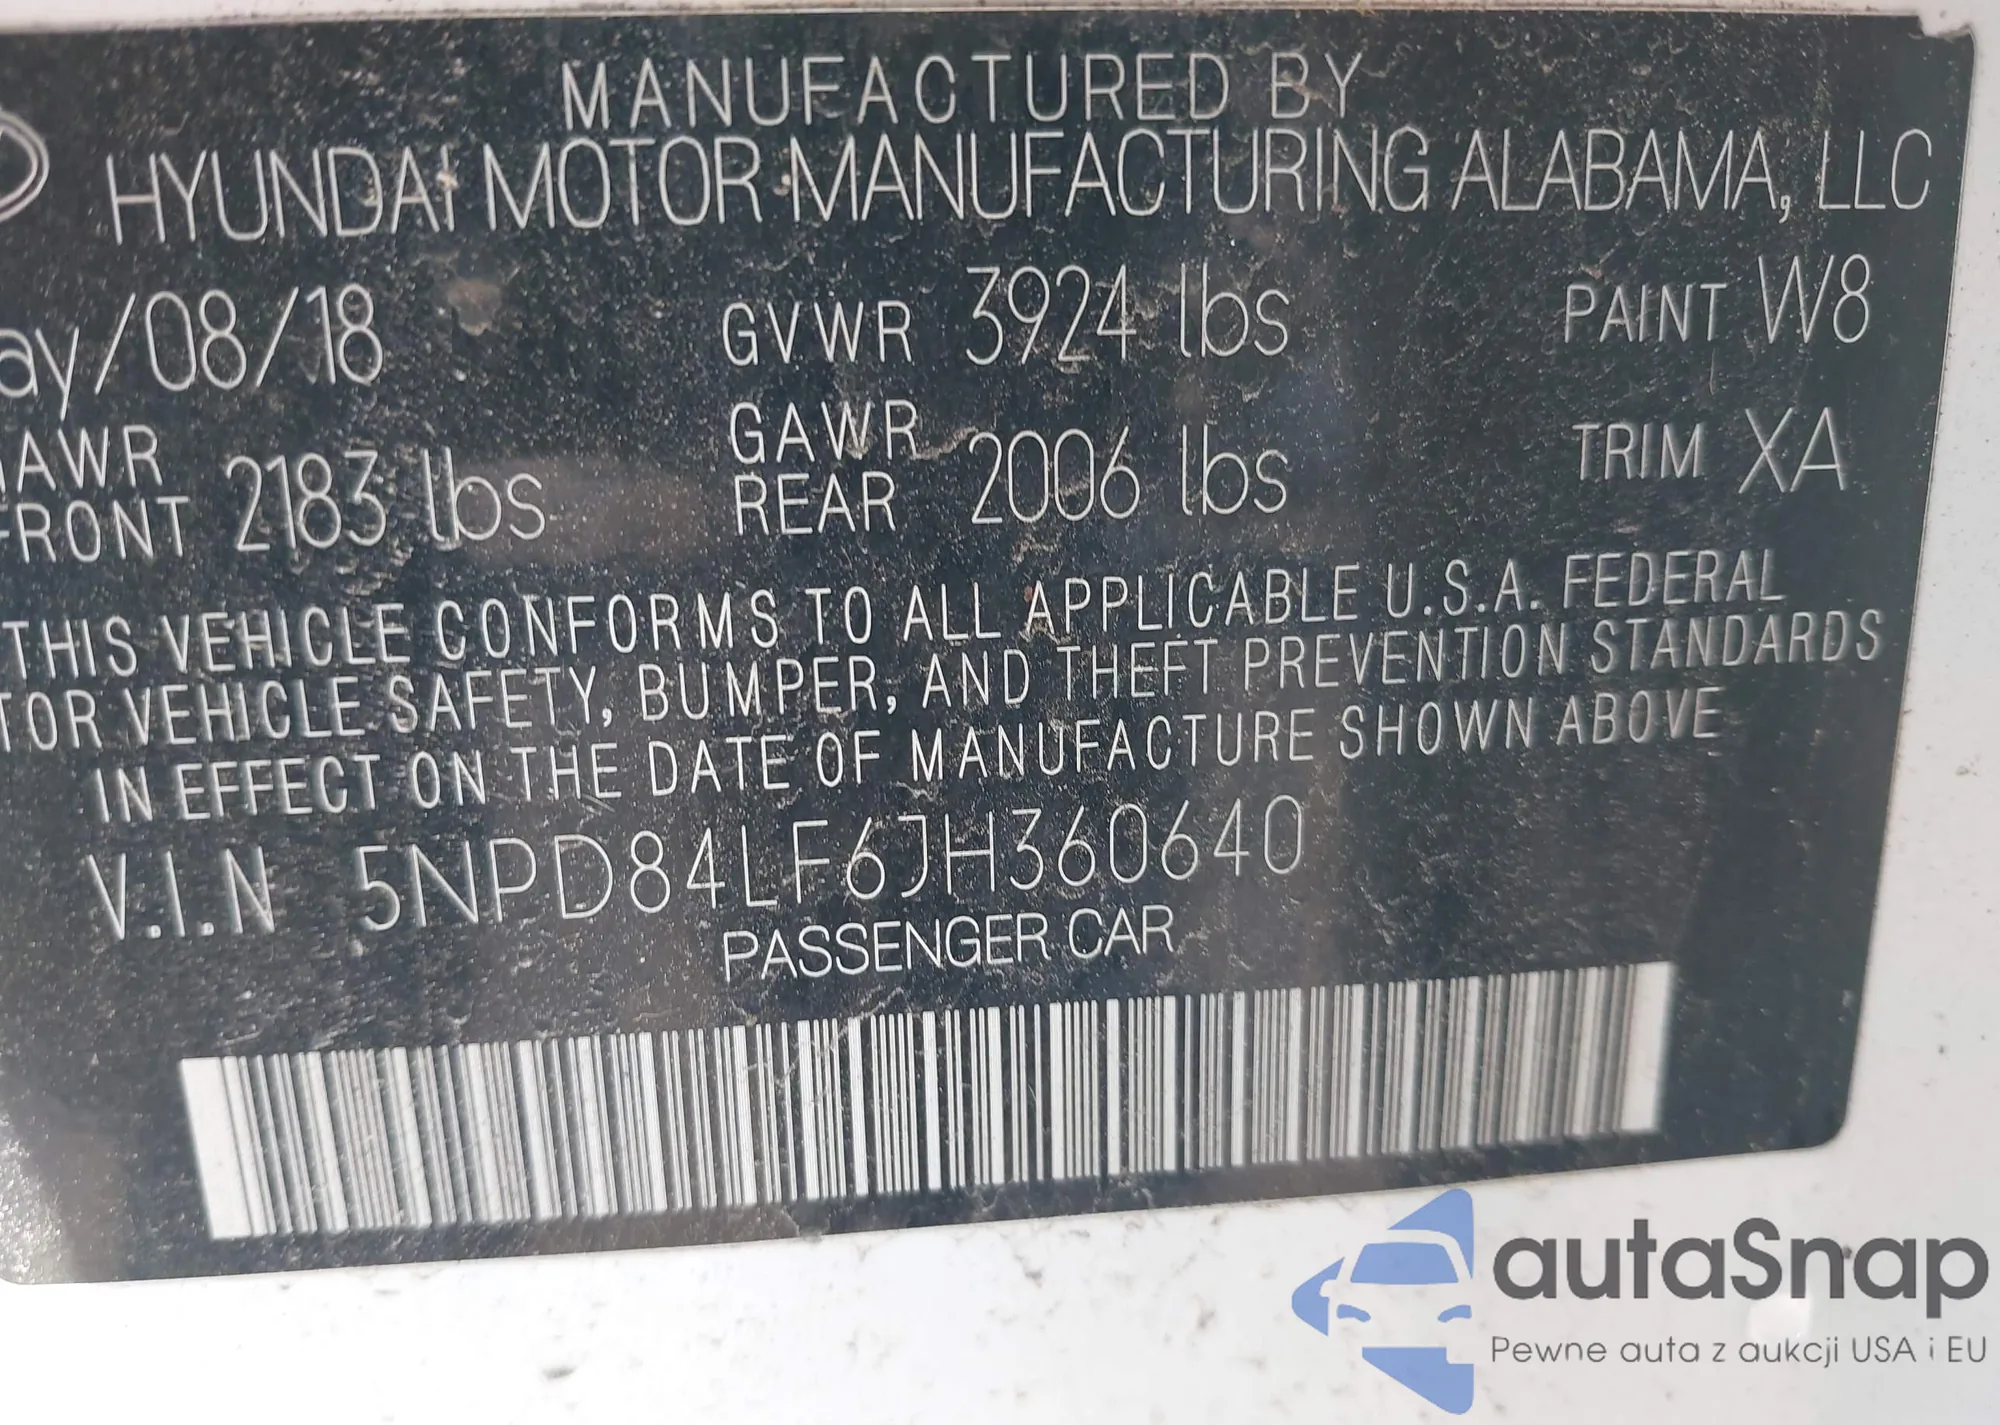 MANUFACTURED BY
HYUNDAI MOTOR MANUFACTURING ALABAMA, LLC
ay/08/18 GVWR 3924 lbs PAINT W8
AWR FRONT 2183 lbs GAWR REAR 2006 lbs TRIM XA
THIS VEHICLE CONFORMS TO ALL APPLICABLE U.S.A. FEDERAL
TOR VEHICLE SAFETY, BUMPER, AND THEFT PREVENTION STANDARDS
IN EFFECT ON THE DATE OF MANUFACTURE SHOWN ABOVE
V.I.N 5NPD84LF6JH360640
PASSENGER CAR
autaSnap
Pewne auta z aukcji USA i EU